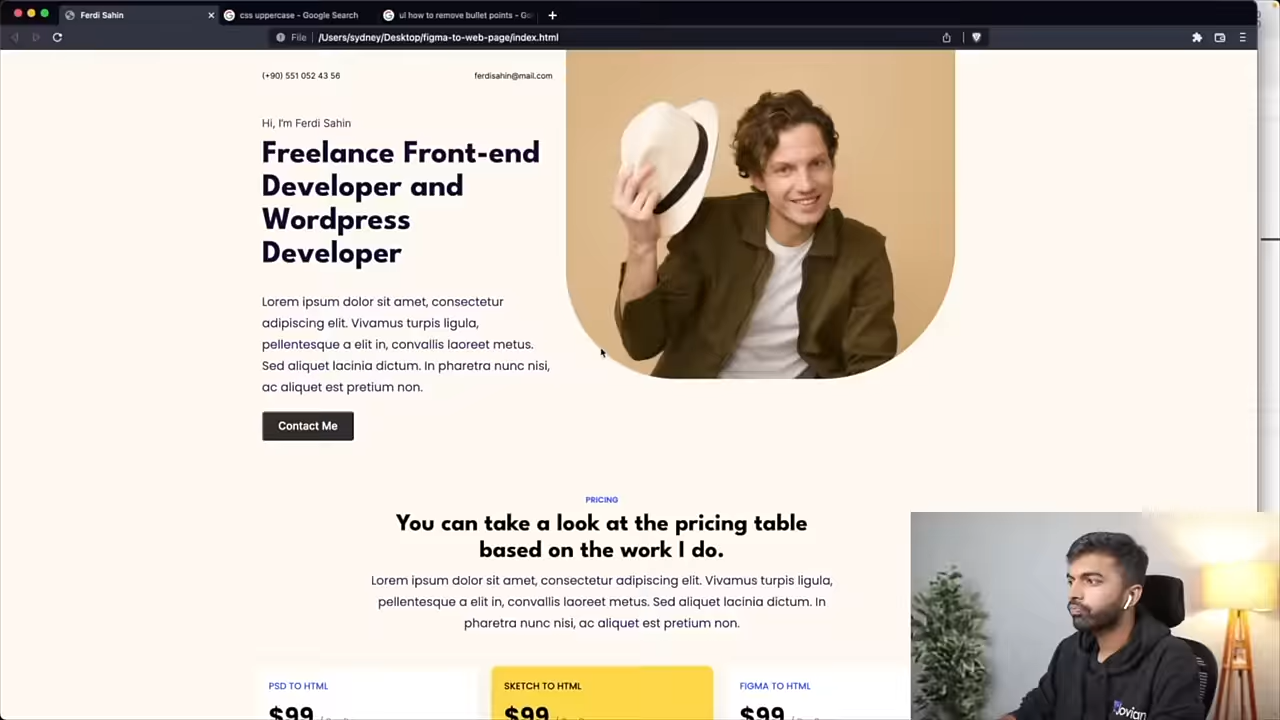 Ferdi Sahin
css uppercase - Google Search
ul how to remove bullet points - Go
File
/Users/sydney/Desktop/figma-to-web-page/index.html
(+90) 551 052 43 56
ferdisahin@mail.com
Hi, I'm Ferdi Sahin
Freelance Front-end
Developer and
Wordpress
Developer
Lorem ipsum dolor sit amet, consectetur
adipiscing elit. Vivamus turpis ligula,
pellentesque a elit in, convallis laoreet metus.
Sed aliquet lacinia dictum. In pharetra nunc nisi,
ac aliquet est pretium non.
Contact Me
PRICING
You can take a look at the pricing table
based on the work I do.
Lorem ipsum dolor sit amet, consectetur adipiscing elit. Vivamus turpis ligula,
pellentesque a elit in, convallis laoreet metus. Sed aliquet lacinia dictum. In
pharetra nunc nisi, ac aliquet est pretium non.
PSD TO HTML
SKETCH TO HTML
FIGMA TO HTML
$99
$99
$99
Jovian